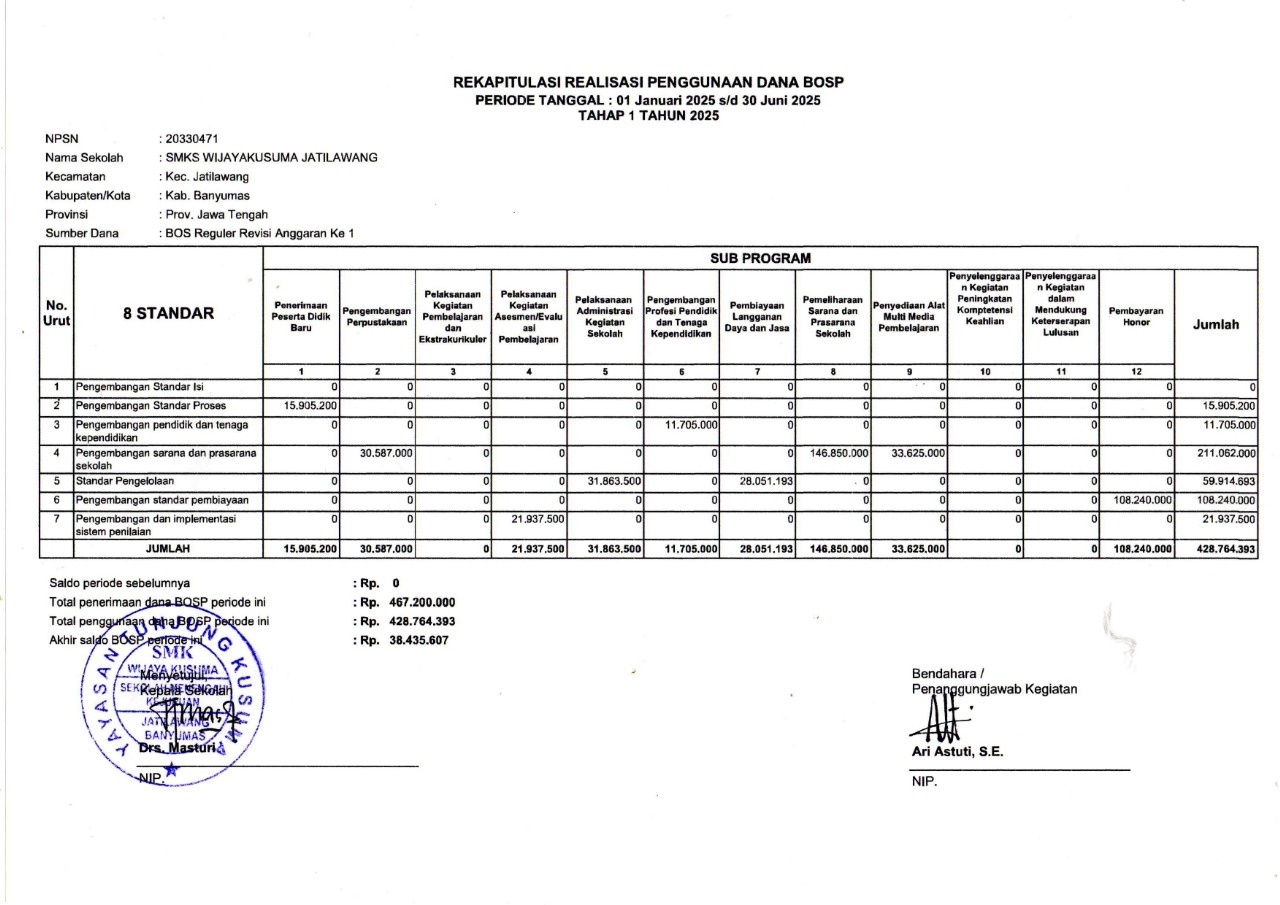 REKAPITULASI REALISASI PENGGUNAAN DANA BOSP
PERIODE TANGGAL : 01 Januari 2025 s/d 30 Juni 2025
TAHAP 1 TAHUN 2025
NPSN : 20330471
Nama Sekolah : SMKS WIJAYAKUSUMA JATILAWANG
Kecamatan : Kec. Jatilawang
Kabupaten/Kota : Kab. Banyumas
Provinsi : Prov. Jawa Tengah
Sumber Dana : BOS Reguler Revisi Anggaran Ke 1
No. Urut
8 STANDAR
SUB PROGRAM
Penerimaan Peserta Didik Baru
Pengembangan Perpustakaan
Pelaksanaan Kegiatan Pembelajaran dan Ekstrakurikuler
Pelaksanaan Kegiatan Asesmen/Evalu asi Pembelajaran
Pelaksanaan Administrasi Kegiatan Sekolah
Pengembangan Profesi Pendidik dan Tenaga Kependidikan
Pembiayaan Langganan Daya dan Jasa
Pemeliharaan Sarana dan Prasarana Sekolah
Penyediaan Alat Multi Media Pembelajaran
Penyelenggaraa n Kegiatan Peningkatan Komptetensi Keahlian
Penyelenggaraa n Kegiatan dalam Mendukung Keterserapan Lulusan
Pembayaran Honor
Jumlah
1 2 3 4 5 6 7 8 9 10 11 12
1 Pengembangan Standar Isi 0 0 0 0 0 0 0 0 0 0 0 0 0
2 Pengembangan Standar Proses 15.905.200 0 0 0 0 0 0 0 0 0 0 0 15.905.200
3 Pengembangan pendidik dan tenaga kependidikan 0 0 0 0 0 11.705.000 0 0 0 0 0 0 11.705.000
4 Pengembangan sarana dan prasarana sekolah 0 30.587.000 0 0 0 0 0 146.850.000 33.625.000 0 0 0 211.062.000
5 Standar Pengelolaan 0 0 0 0 31.863.500 0 28.051.193 0 0 0 0 0 59.914.693
6 Pengembangan standar pembiayaan 0 0 0 0 0 0 0 0 0 0 0 108.240.000 108.240.000
7 Pengembangan dan implementasi sistem penilaian 0 0 0 21.937.500 0 0 0 0 0 0 0 0 21.937.500
JUMLAH 15.905.200 30.587.000 0 21.937.500 31.863.500 11.705.000 28.051.193 146.850.000 33.625.000 0 0 108.240.000 428.764.393
Saldo periode sebelumnya : Rp. 0
Total penerimaan dana BOSP periode ini : Rp. 467.200.000
Total penggunaan dana BOSP periode ini : Rp. 428.764.393
Akhir saldo BOSP periode ini : Rp. 38.435.607
Menyetujui,
Kepala Sekolah
Drs. Masturi
NIP.
YAYASAN TUNJUNG KUSUMA
SMK
WIJAYA KUSUMA
SEKOLAH MENENGAH
KEJURUAN
JATILAWANG
BANYUMAS
Bendahara /
Penanggungjawab Kegiatan
Ari Astuti, S.E.
NIP.